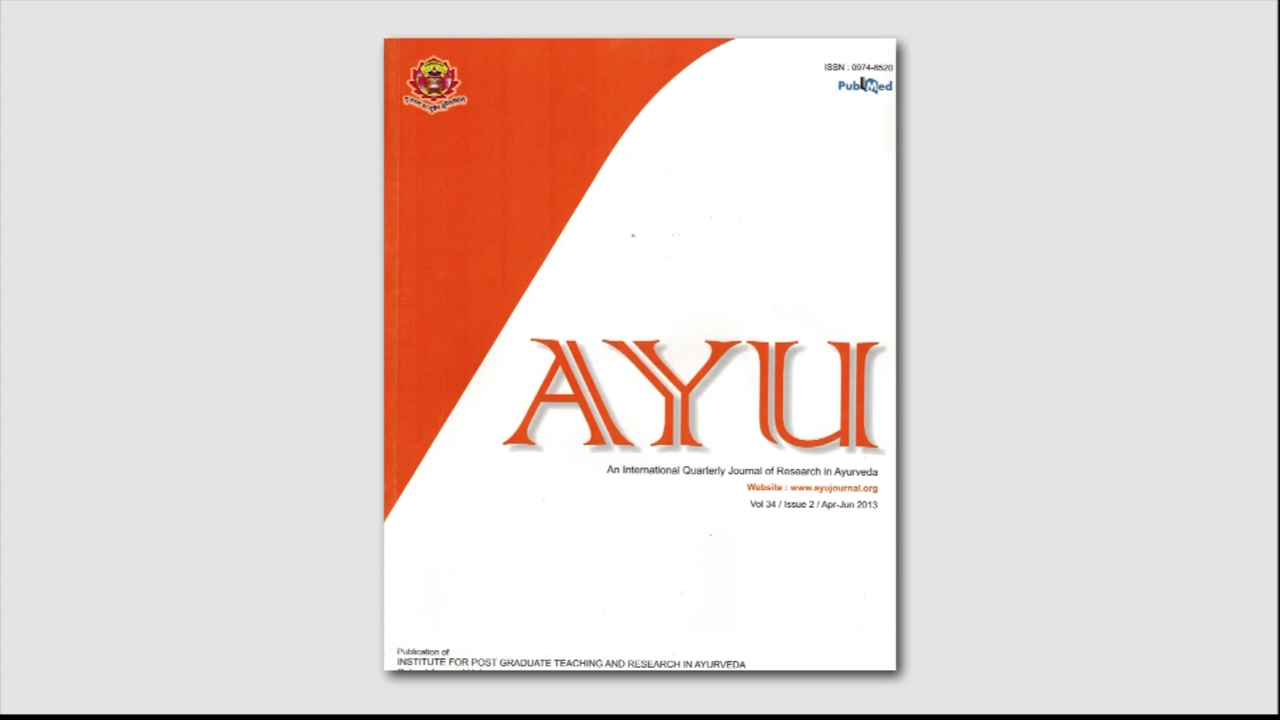 ISSN : 0974-8520
PubMed
AYU
An International Quarterly Journal of Research in Ayurveda
Website : www.ayujournal.org
Vol 34 / Issue 2 / Apr-Jun 2013
Publication of
INSTITUTE FOR POST GRADUATE TEACHING AND RESEARCH IN AYURVEDA